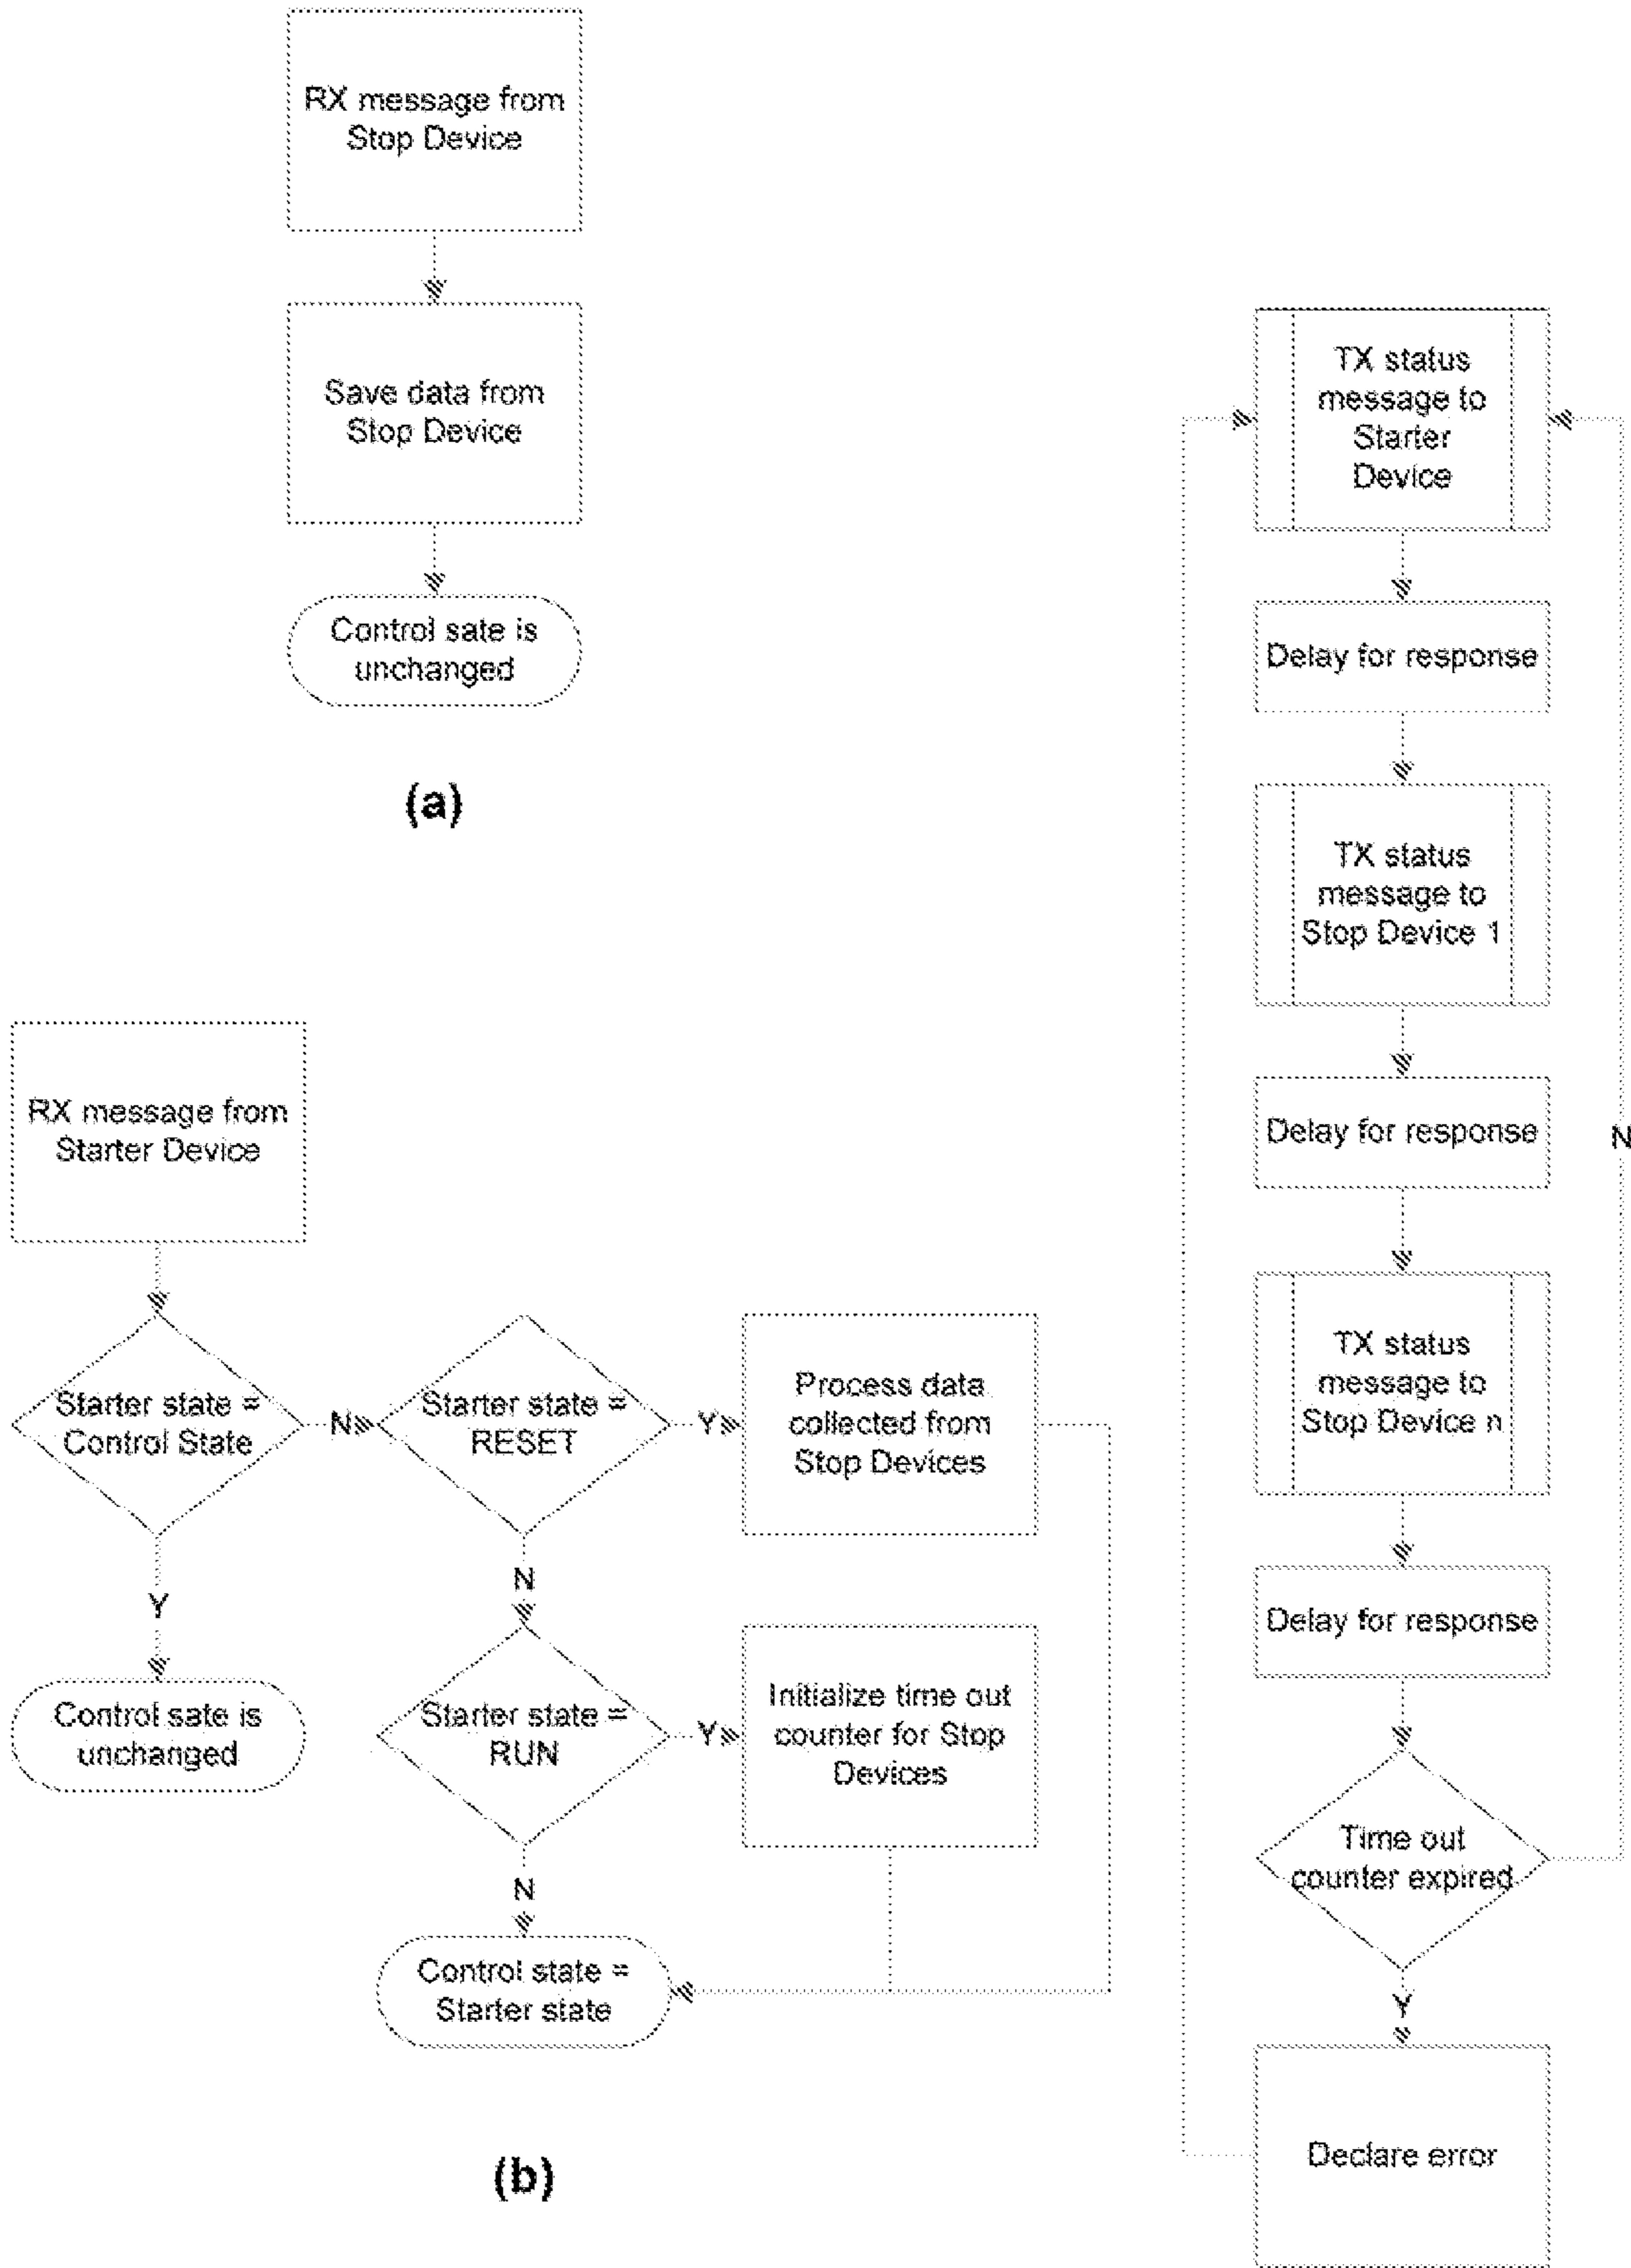 RX message from
Stop Device
Save data from
Stop Device
Control sate is
unchanged
(a)
RX message from
Starter Device
Starter state =
Control State
N
Starter state =
RESET
Y
Process data
collected from
Stop Devices
Y
N
Control sate is
unchanged
Starter state =
RUN
Y
Initialize time out
counter for Stop
Devices
N
Control state =
Starter state
(b)
TX status
message to
Starter
Device
Delay for response
TX status
message to
Stop Device 1
Delay for response
N
TX status
message to
Stop Device n
Delay for response
Time out
counter expired
Y
Declare error